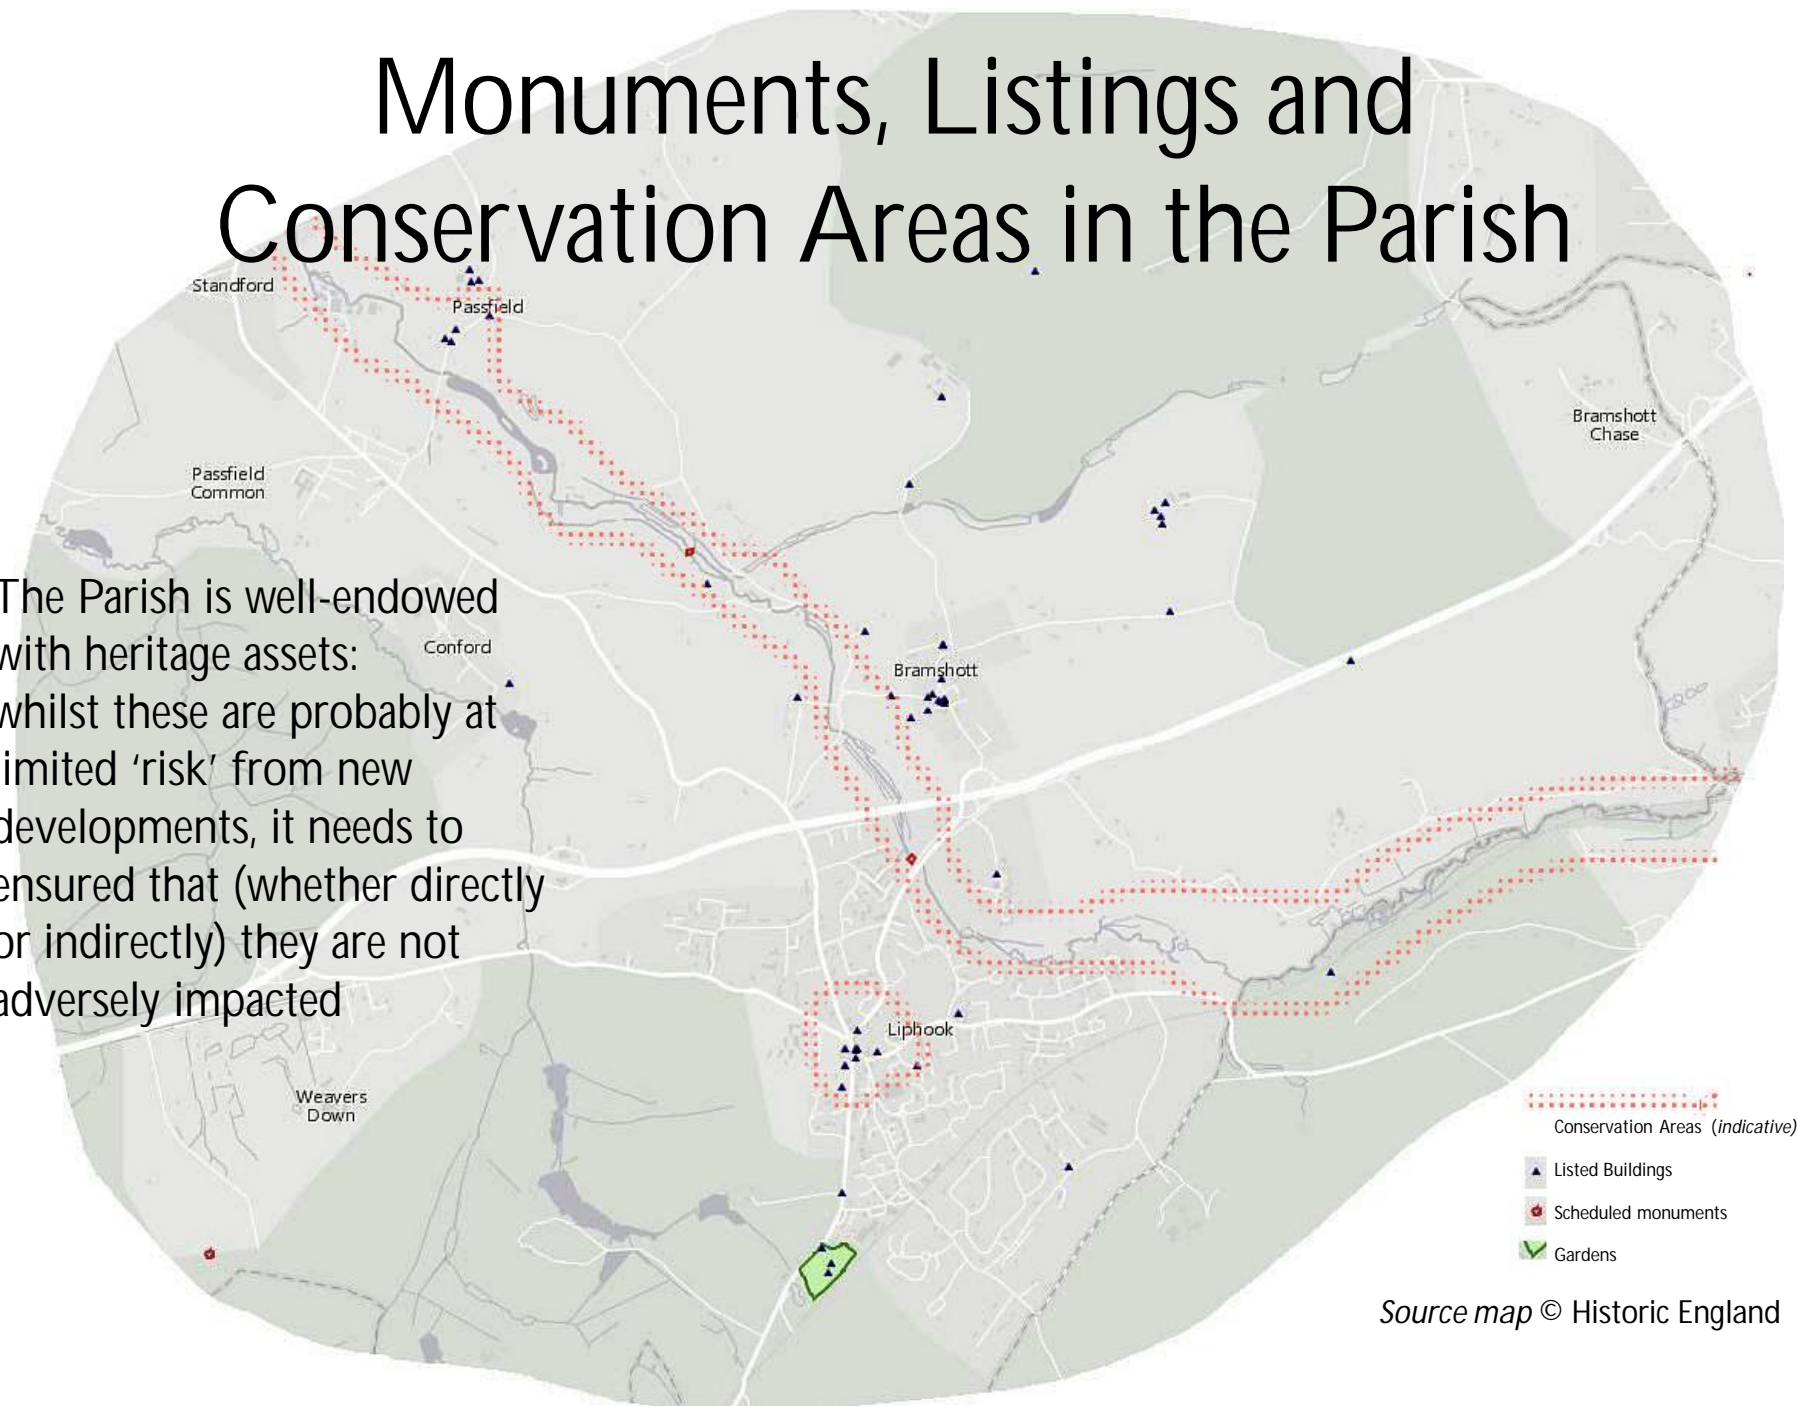 Monuments, Listings and
Conservation Areas in the Parish
Standford
Passfield
Bramshott
Chase
Passfield
Common
The Parish is well-endowed
with heritage assets:
whilst these are probably at
limited ‘risk’ from new
developments, it needs to
ensured that (whether directly
or indirectly) they are not
adversely impacted
Conford
Bramshott
Liphook
Weavers
Down
Conservation Areas (indicative)
Listed Buildings
Scheduled monuments
Gardens
Source map © Historic England